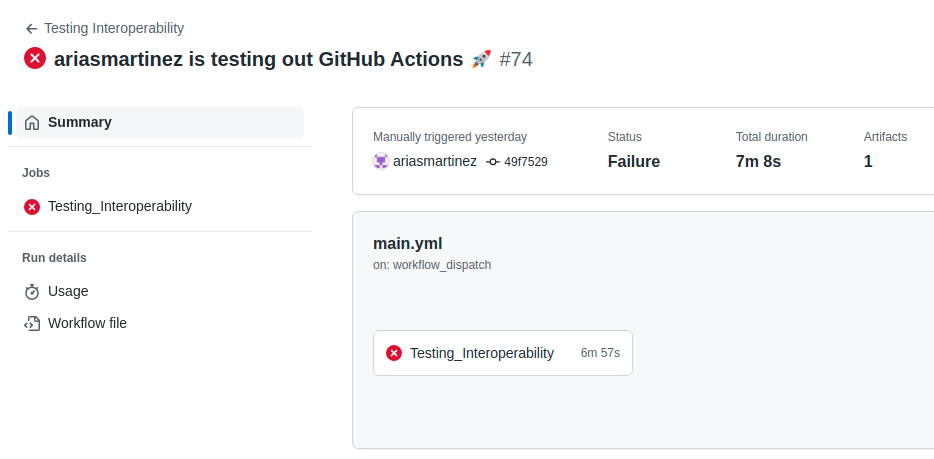 Testing Interoperability
ariasmartinez is testing out GitHub Actions 🚀 #74
Summary
Jobs
Testing_Interoperability
Run details
Usage
Workflow file
Manually triggered yesterday
ariasmartinez 49f7529
Status
Failure
Total duration
7m 8s
Artifacts
1
main.yml
on: workflow_dispatch
Testing_Interoperability 6m 57s